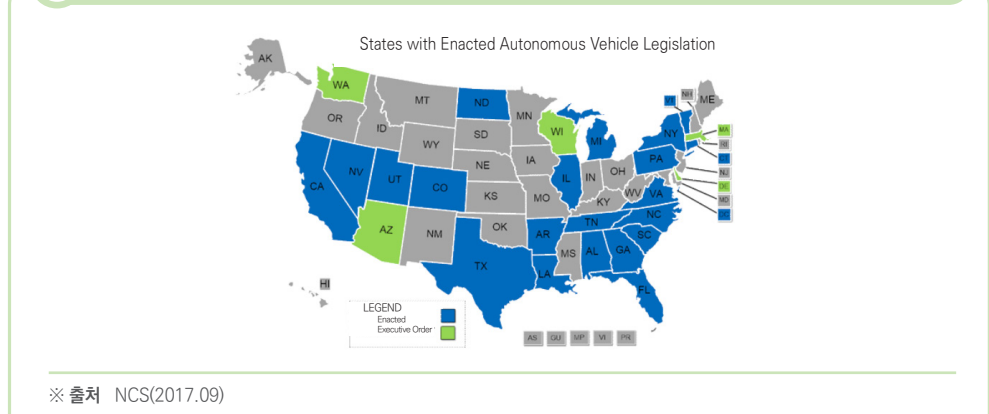 States with Enacted Autonomous Vehicle Legislation
AK
WA
MT
ND
MN
OR
ID
WY
SD
WI
MI
NY
VT
NH
ME
MA
RI
CT
NJ
DE
MD
DC
CA
NV
UT
CO
NE
IA
IL
IN
OH
PA
WV
VA
KS
MO
KY
NC
TN
SC
AZ
NM
OK
AR
MS
AL
GA
TX
LA
FL
HI
LEGEND
Enacted
Executive Order
AS GU MP VI PR
※ 출처 NCS(2017.09)